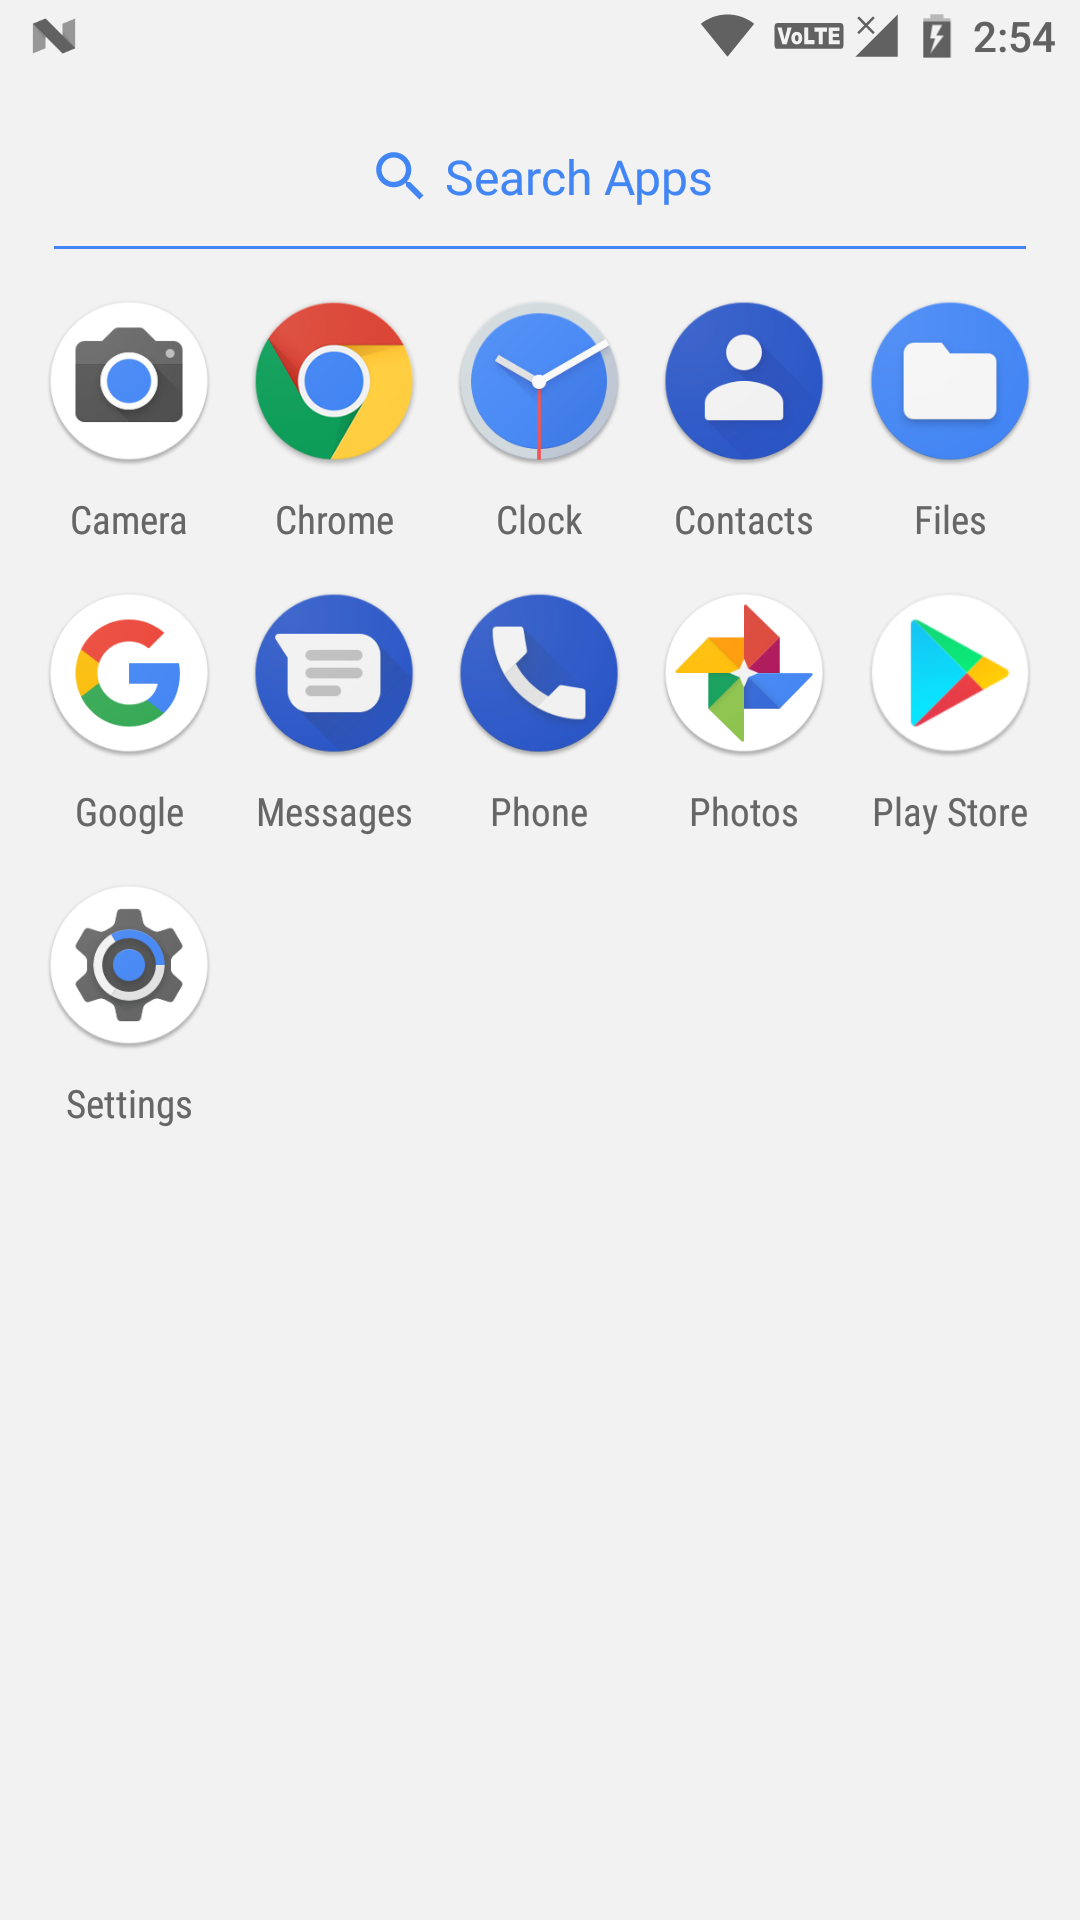 VoLTE 2:54
Search Apps
Camera Chrome Clock Contacts Files
Google Messages Phone Photos Play Store
Settings